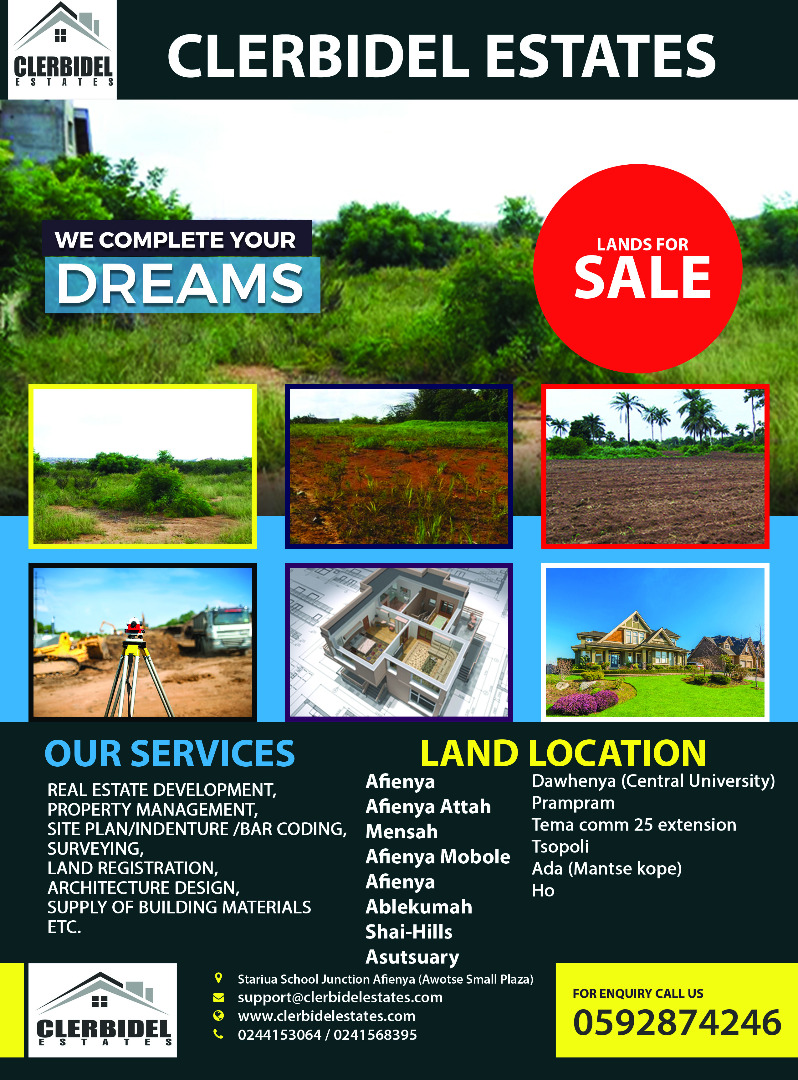 CLERBIDEL
ESTATES
CLERBIDEL ESTATES
WE COMPLETE YOUR
DREAMS
LANDS FOR
SALE
OUR SERVICES
REAL ESTATE DEVELOPMENT,
PROPERTY MANAGEMENT,
SITE PLAN/INDENTURE /BAR CODING,
SURVEYING,
LAND REGISTRATION,
ARCHITECTURE DESIGN,
SUPPLY OF BUILDING MATERIALS
ETC.
LAND LOCATION
Afienya
Afienya Attah
Mensah
Afienya Mobole
Afienya
Ablekumah
Shai-Hills
Asutsuary
Dawhenya (Central University)
Prampram
Tema comm 25 extension
Tsopoli
Ada (Mantse kope)
Ho
CLERBIDEL
ESTATES
Stariua School Junction Afienya (Awotse Small Plaza)
support@clerbidelestates.com
www.clerbidelestates.com
0244153064 / 0241568395
FOR ENQUIRY CALL US
0592874246